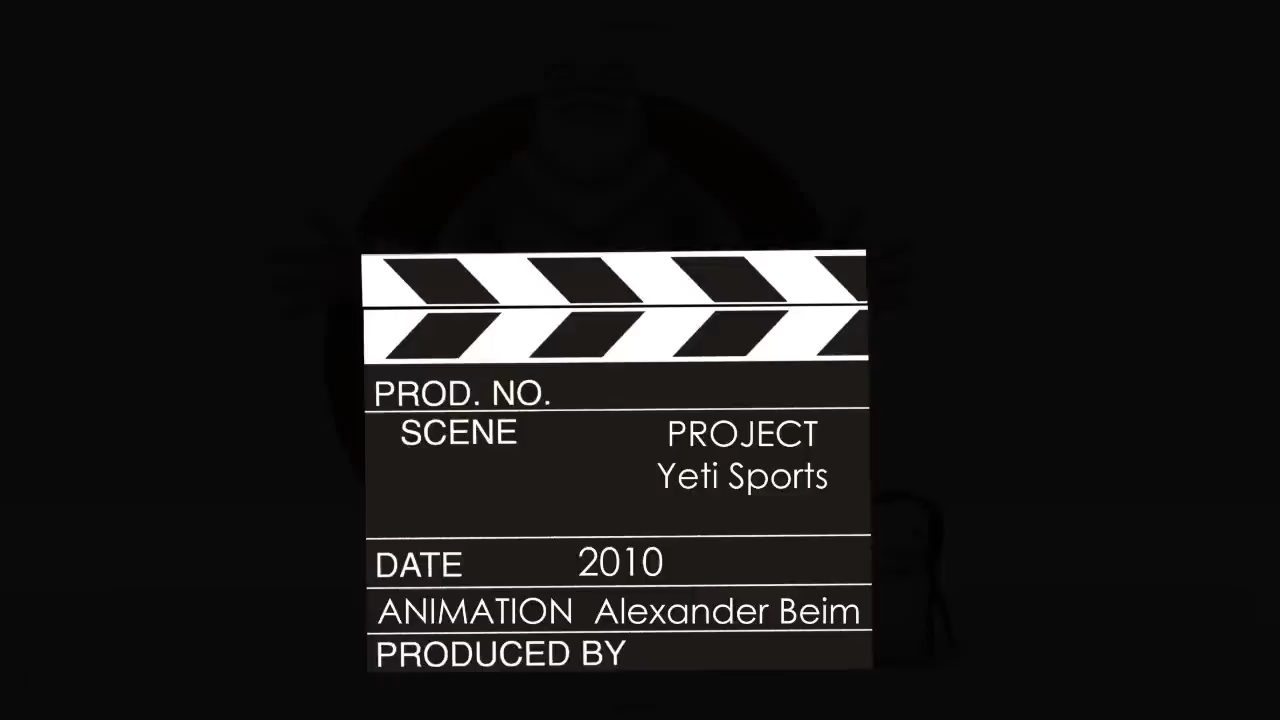 PROD. NO.
SCENE
PROJECT
Yeti Sports
DATE 2010
ANIMATION Alexander Beim
PRODUCED BY